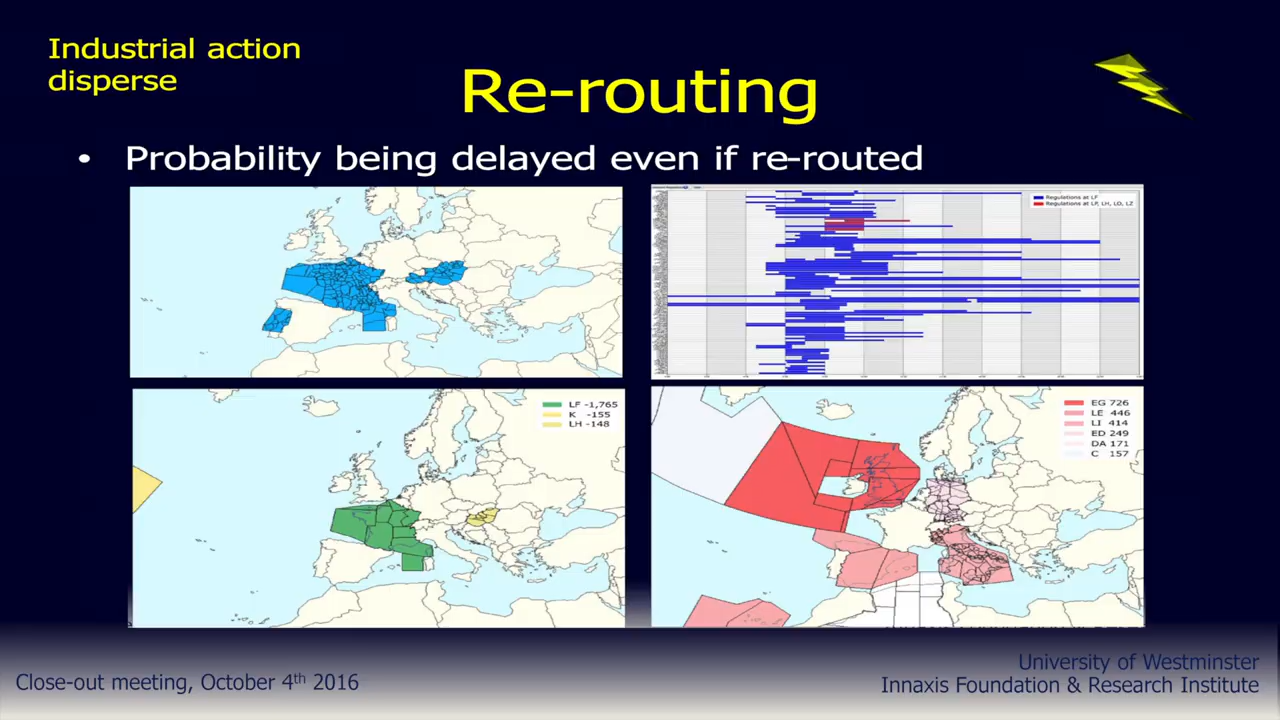 Industrial action
disperse
Re-routing
• Probability being delayed even if re-routed
Regulations at LF
Regulations at LP, LH, LO, LZ
LF -1,765
K -155
LH -148
EG 726
LE 446
LI 414
ED 249
DA 171
C 157
University of Westminster
Close-out meeting, October 4th 2016
Innaxis Foundation & Research Institute